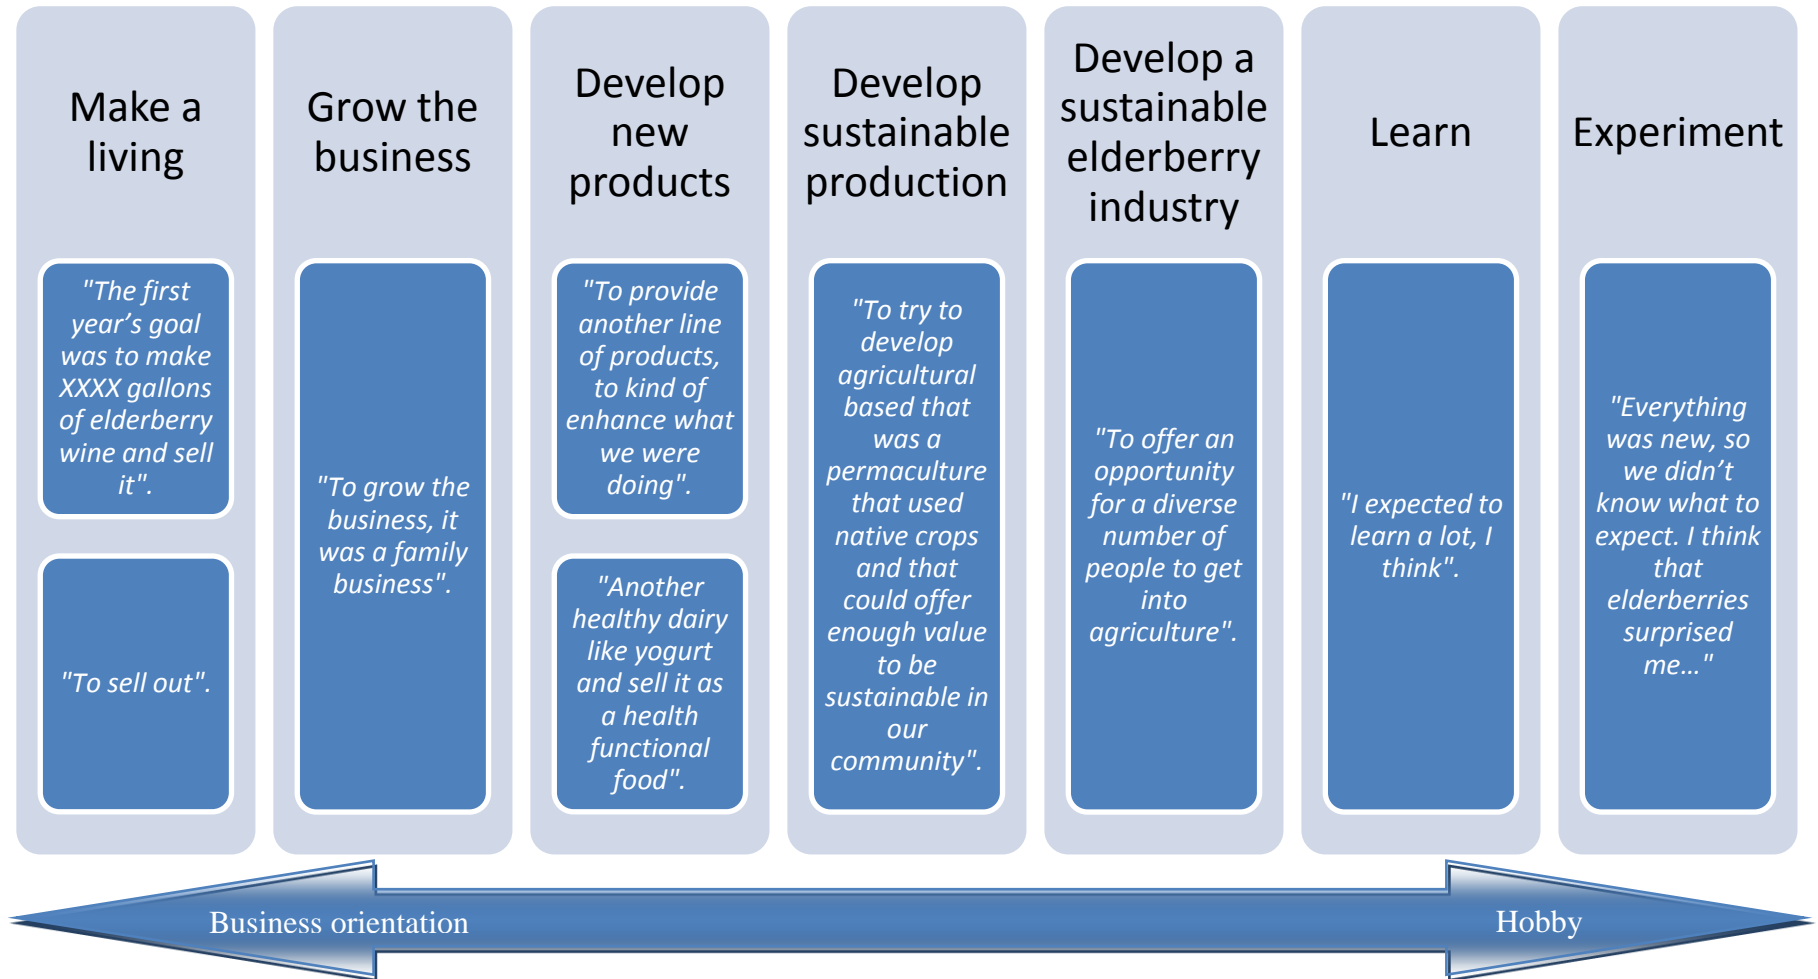 Make a
living
"The first
year’s goal
was to make
XXXX gallons
of elderberry
wine and sell
it".
"To sell out".
Grow the
business
"To grow the
business, it
was a family
business".
Develop
new
products
"To provide
another line
of products,
to kind of
enhance what
we were
doing".
"Another
healthy dairy
like yogurt
and sell it as
a health
functional
food".
Develop
sustainable
production
"To try to
develop
agricultural
based that
was a
permaculture
that used
native crops
and that
could offer
enough value
to be
sustainable in
our
community".
Develop a
sustainable
elderberry
industry
"To offer an
opportunity
for a diverse
number of
people to get
into
agriculture".
Learn
"I expected to
learn a lot, I
think".
Experiment
"Everything
was new, so
we didn’t
know what to
expect. I think
that
elderberries
surprised
me…"
Business orientation
Hobby